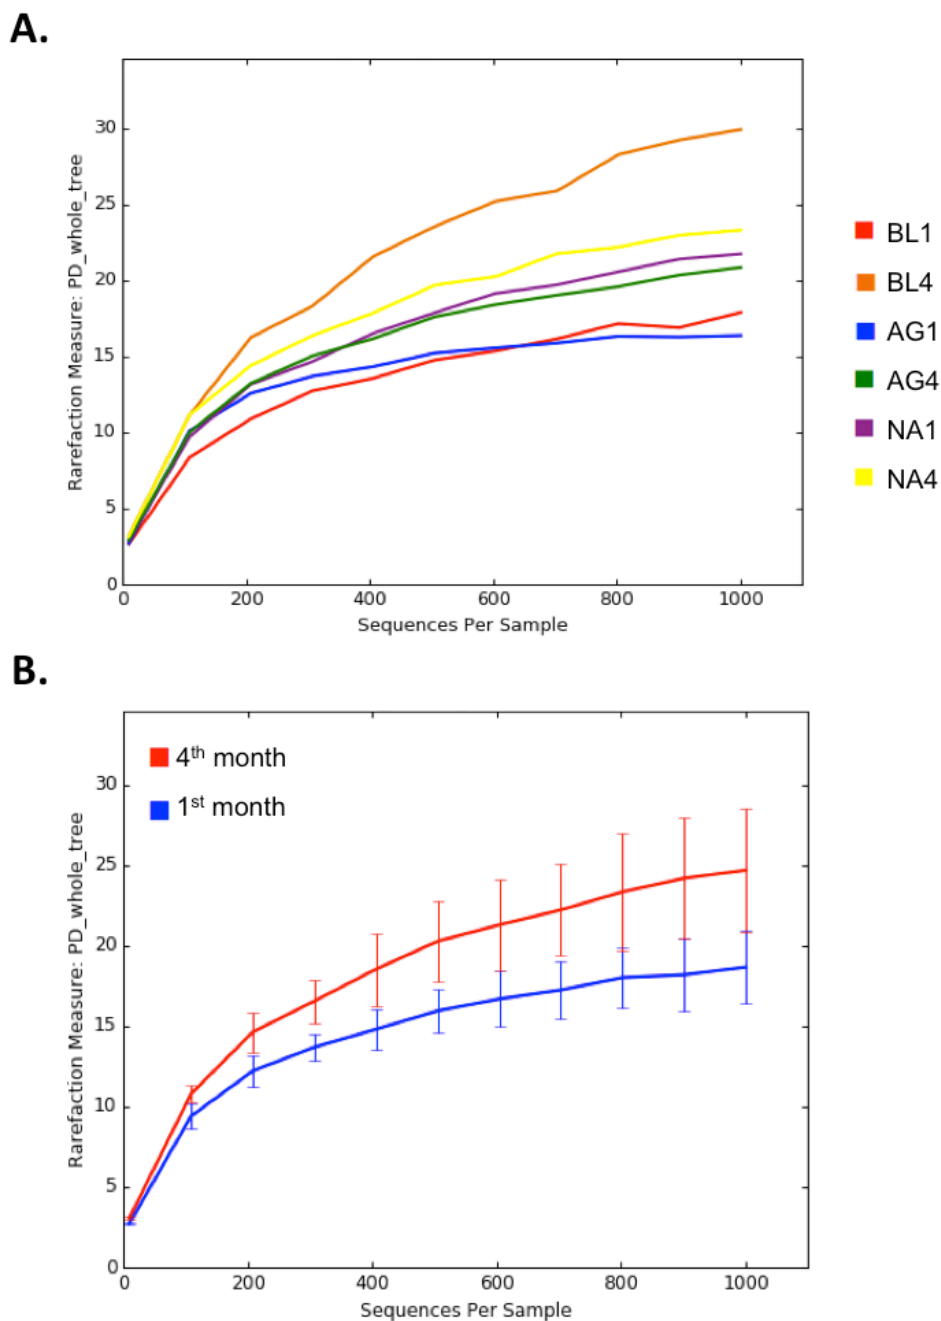 A.
Rarefaction Measure: PD_whole_tree
30
25
20
15
10
5
0
0 200 400 600 800 1000
Sequences Per Sample
BL1
BL4
AG1
AG4
NA1
NA4
B.
Rarefaction Measure: PD_whole_tree
30
25
20
15
10
5
0
4th month
1st month
0 200 400 600 800 1000
Sequences Per Sample